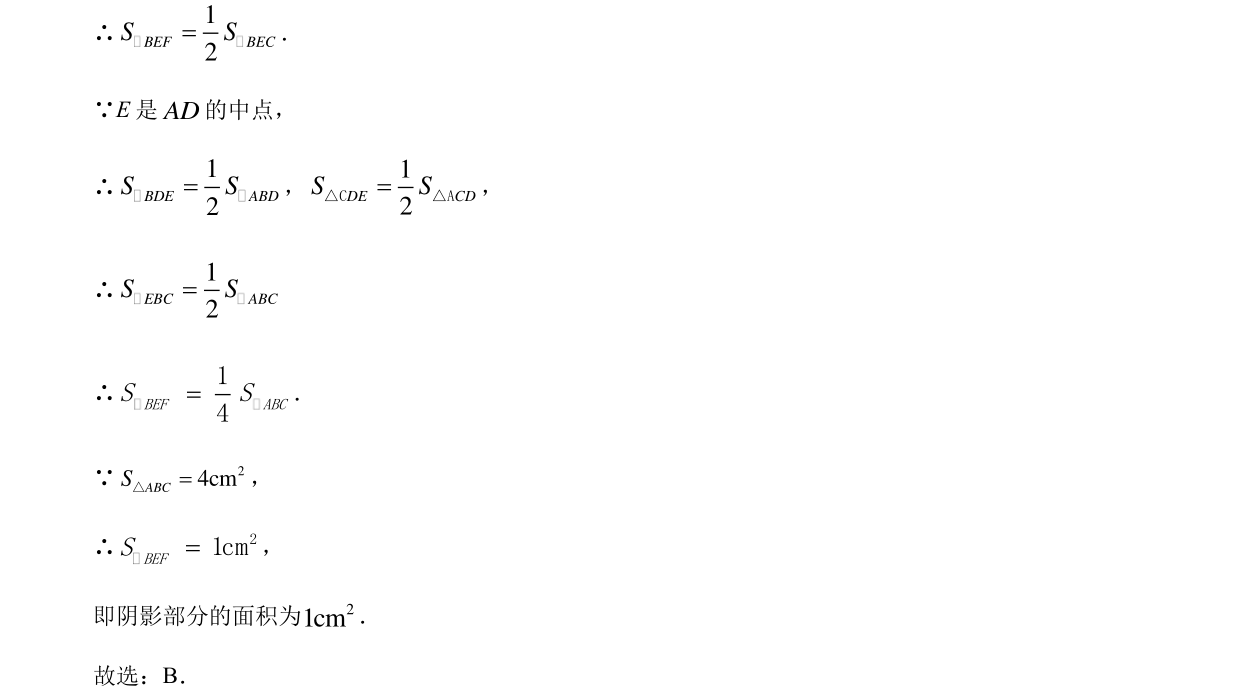 ∴ S▯BEF = 1/2 S▯BEC .
∵E 是 AD 的中点，
∴ S▯BDE = 1/2 S▯ABD ， S△CDE = 1/2 S△ACD ，
∴ S▯EBC = 1/2 S▯ABC
∴ S▯BEF = 1/4 S▯ABC .
∵ S△ABC = 4cm² ，
∴ S▯BEF = 1cm² ，
即阴影部分的面积为1cm² .
故选：B．